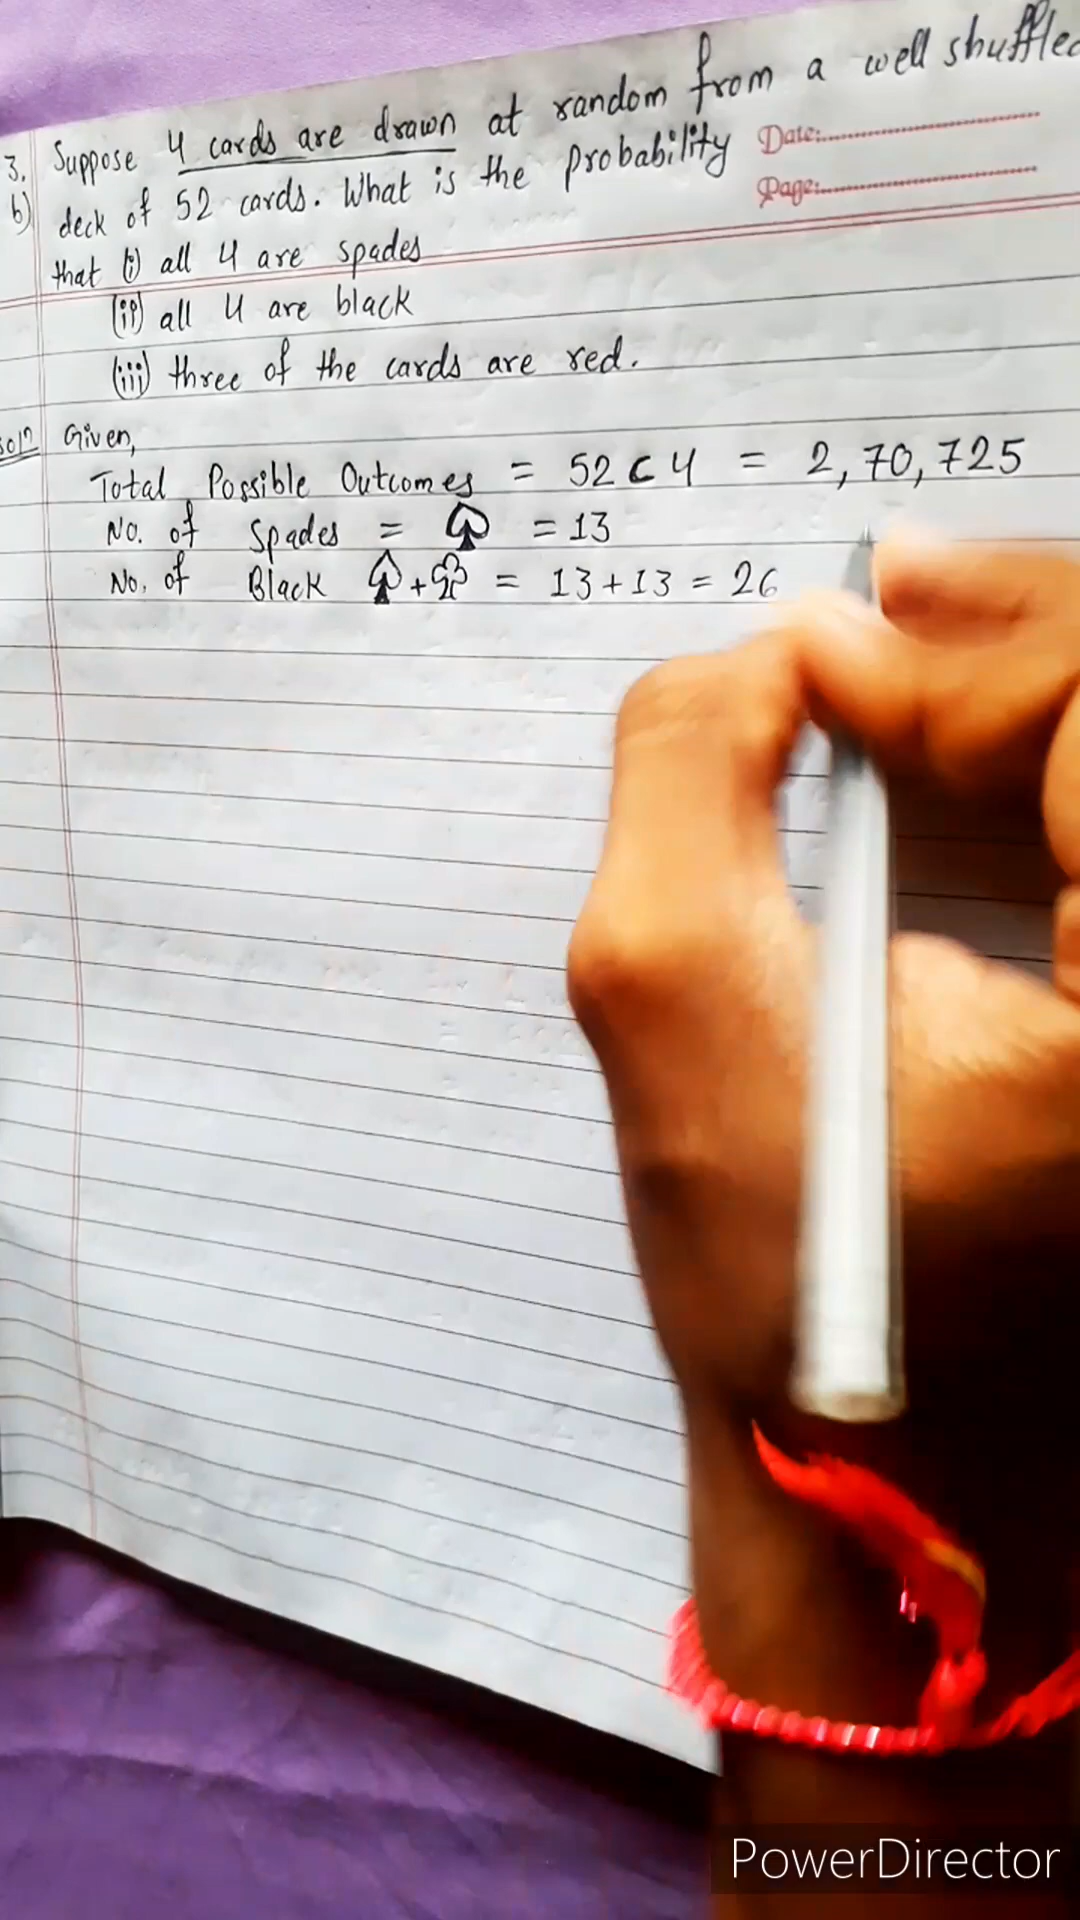 3. Suppose 4 cards are drawn at random from a well shuffled
b) deck of 52 cards. What is the probability
Date:
Page:
that (i) all 4 are spades
(ii) all 4 are black
(iii) three of the cards are red.
Soln Given,
Total Possible Outcomes = 52C4 = 2,70,725
No. of Spades = ♠ = 13
No. of Black ♠+♣ = 13+13 = 26
PowerDirector